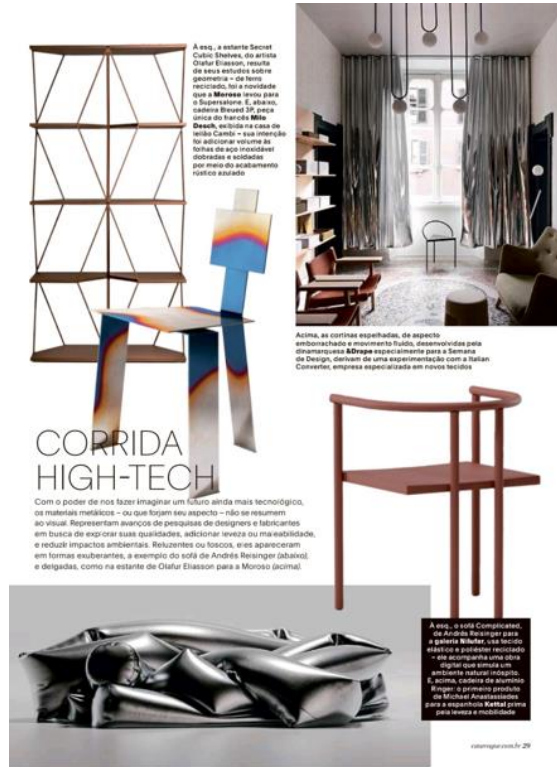 À esq., a estante Secret
Cubic Shelves, do artista
Olafur Eliasson, resulta
de seus estudos sobre
geometria – de ferro
reciclado, foi a novidade
que a Moroso levou para
o Supersalone. E, abaixo,
cadeira Bleued 3P, peça
única do francês Milo
Desch, exibida na casa de
leilão Cambi – sua intenção
foi adicionar volume às
folhas de aço inoxidável
dobradas e soldadas
por meio do acabamento
rústico azulado
Acima, as cortinas espelhadas, de aspecto
emborrachado e movimento fluido, desenvolvidas pela
dinamarquesa &Drape especialmente para a Semana
de Design, derivam de uma experimentação com a Italian
Converter, empresa especializada em novos tecidos
CORRIDA
HIGH-TECH
Com o poder de nos fazer imaginar um futuro ainda mais tecnológico,
os materiais metálicos – ou que forjam seu aspecto – não se resumem
ao visual. Representam avanços de pesquisas de designers e fabricantes
em busca de explorar suas qualidades, adicionar leveza ou maleabilidade,
e reduzir impactos ambientais. Reluzentes ou foscos, eles apareceram
em formas exuberantes, a exemplo do sofá de Andrés Reisinger (abaixo),
e delgadas, como na estante de Olafur Eliasson para a Moroso (acima).
À esq., o sofá Complicated,
de Andrés Reisinger para
a galeria Nilufar, usa tecido
elástico e poliéster reciclado
– ele acompanha uma obra
digital que simula um
ambiente natural inóspito.
E, acima, cadeira de alumínio
Ringer: o primeiro produto
de Michael Anastassiades
para a espanhola Kettal prima
pela leveza e mobilidade
casavogue.com.br 29